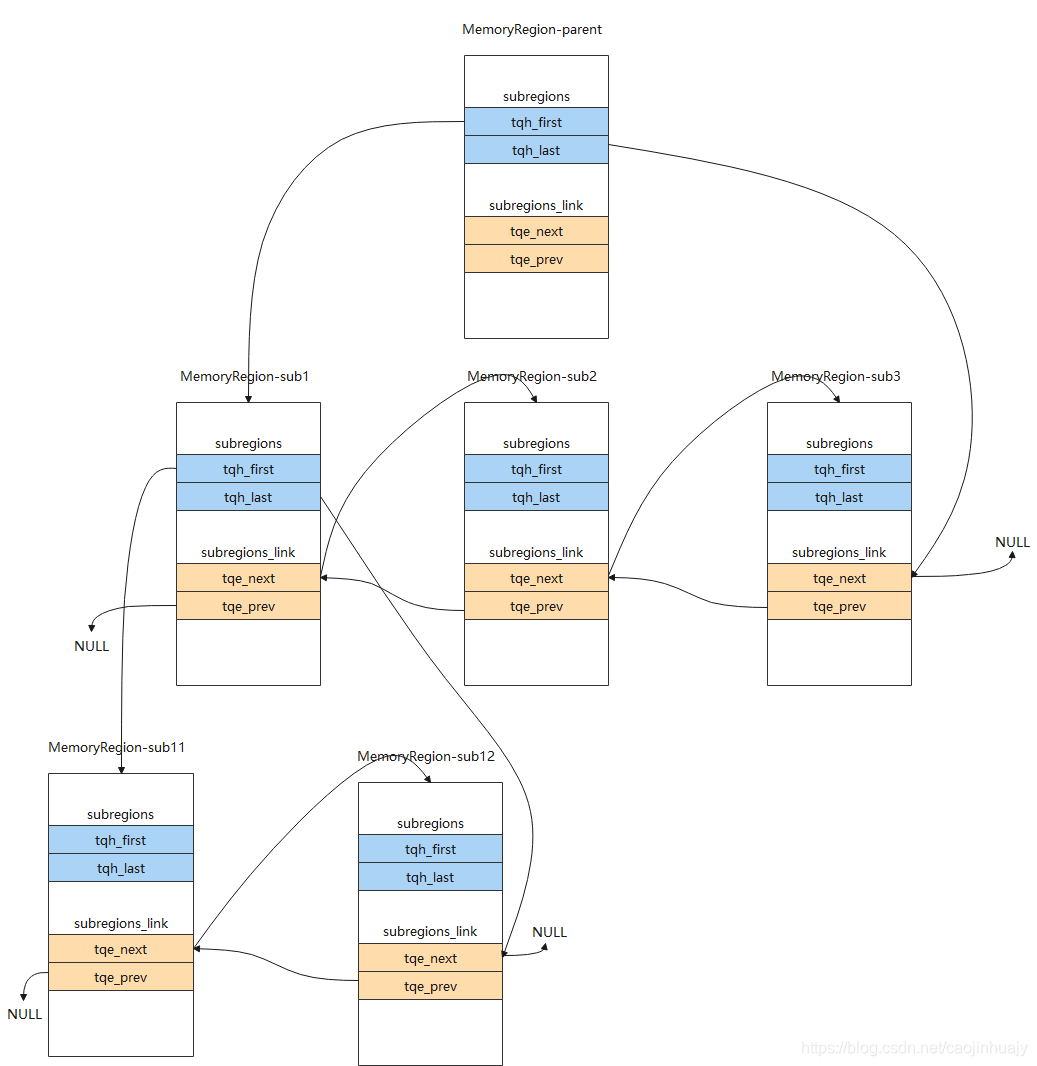 MemoryRegion-parent
subregions
tqh_first
tqh_last
subregions_link
tqe_next
tqe_prev
MemoryRegion-sub1
subregions
tqh_first
tqh_last
subregions_link
tqe_next
tqe_prev
NULL
MemoryRegion-sub2
subregions
tqh_first
tqh_last
subregions_link
tqe_next
tqe_prev
MemoryRegion-sub3
subregions
tqh_first
tqh_last
subregions_link
tqe_next
tqe_prev
NULL
MemoryRegion-sub11
subregions
tqh_first
tqh_last
subregions_link
tqe_next
tqe_prev
NULL
MemoryRegion-sub12
subregions
tqh_first
tqh_last
subregions_link
tqe_next
tqe_prev
NULL
https://blog.csdn.net/caojinhuajy